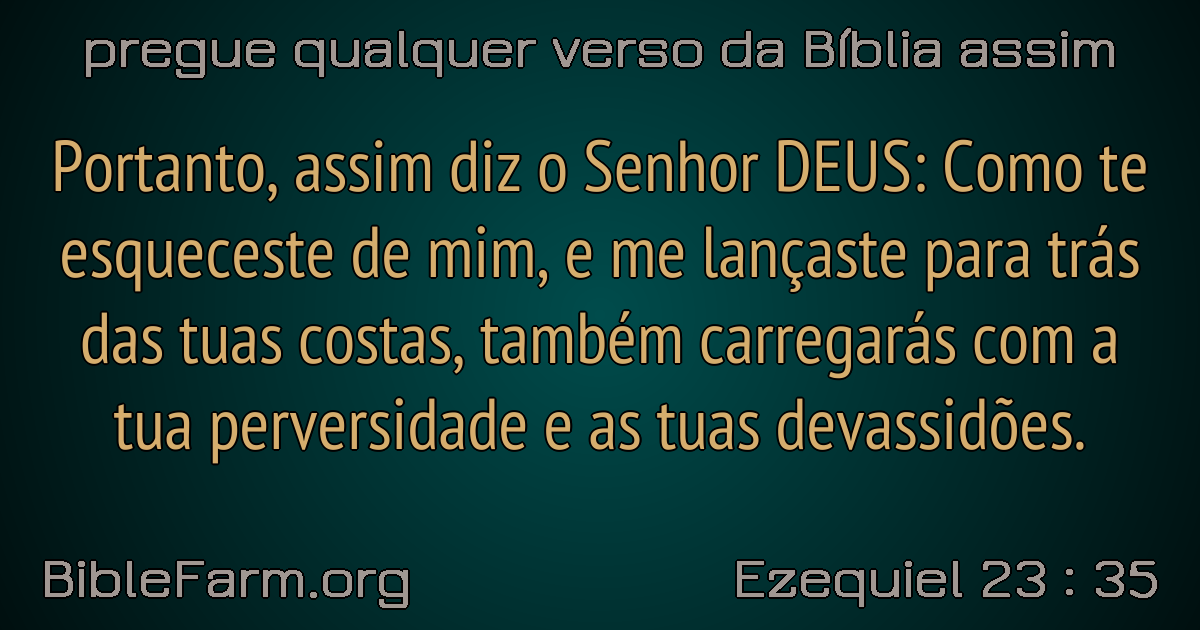 pregue qualquer verso da Bíblia assim
Portanto, assim diz o Senhor DEUS: Como te
esqueceste de mim, e me lançaste para trás
das tuas costas, também carregarás com a
tua perversidade e as tuas devassidões.
BibleFarm.org
Ezequiel 23 : 35